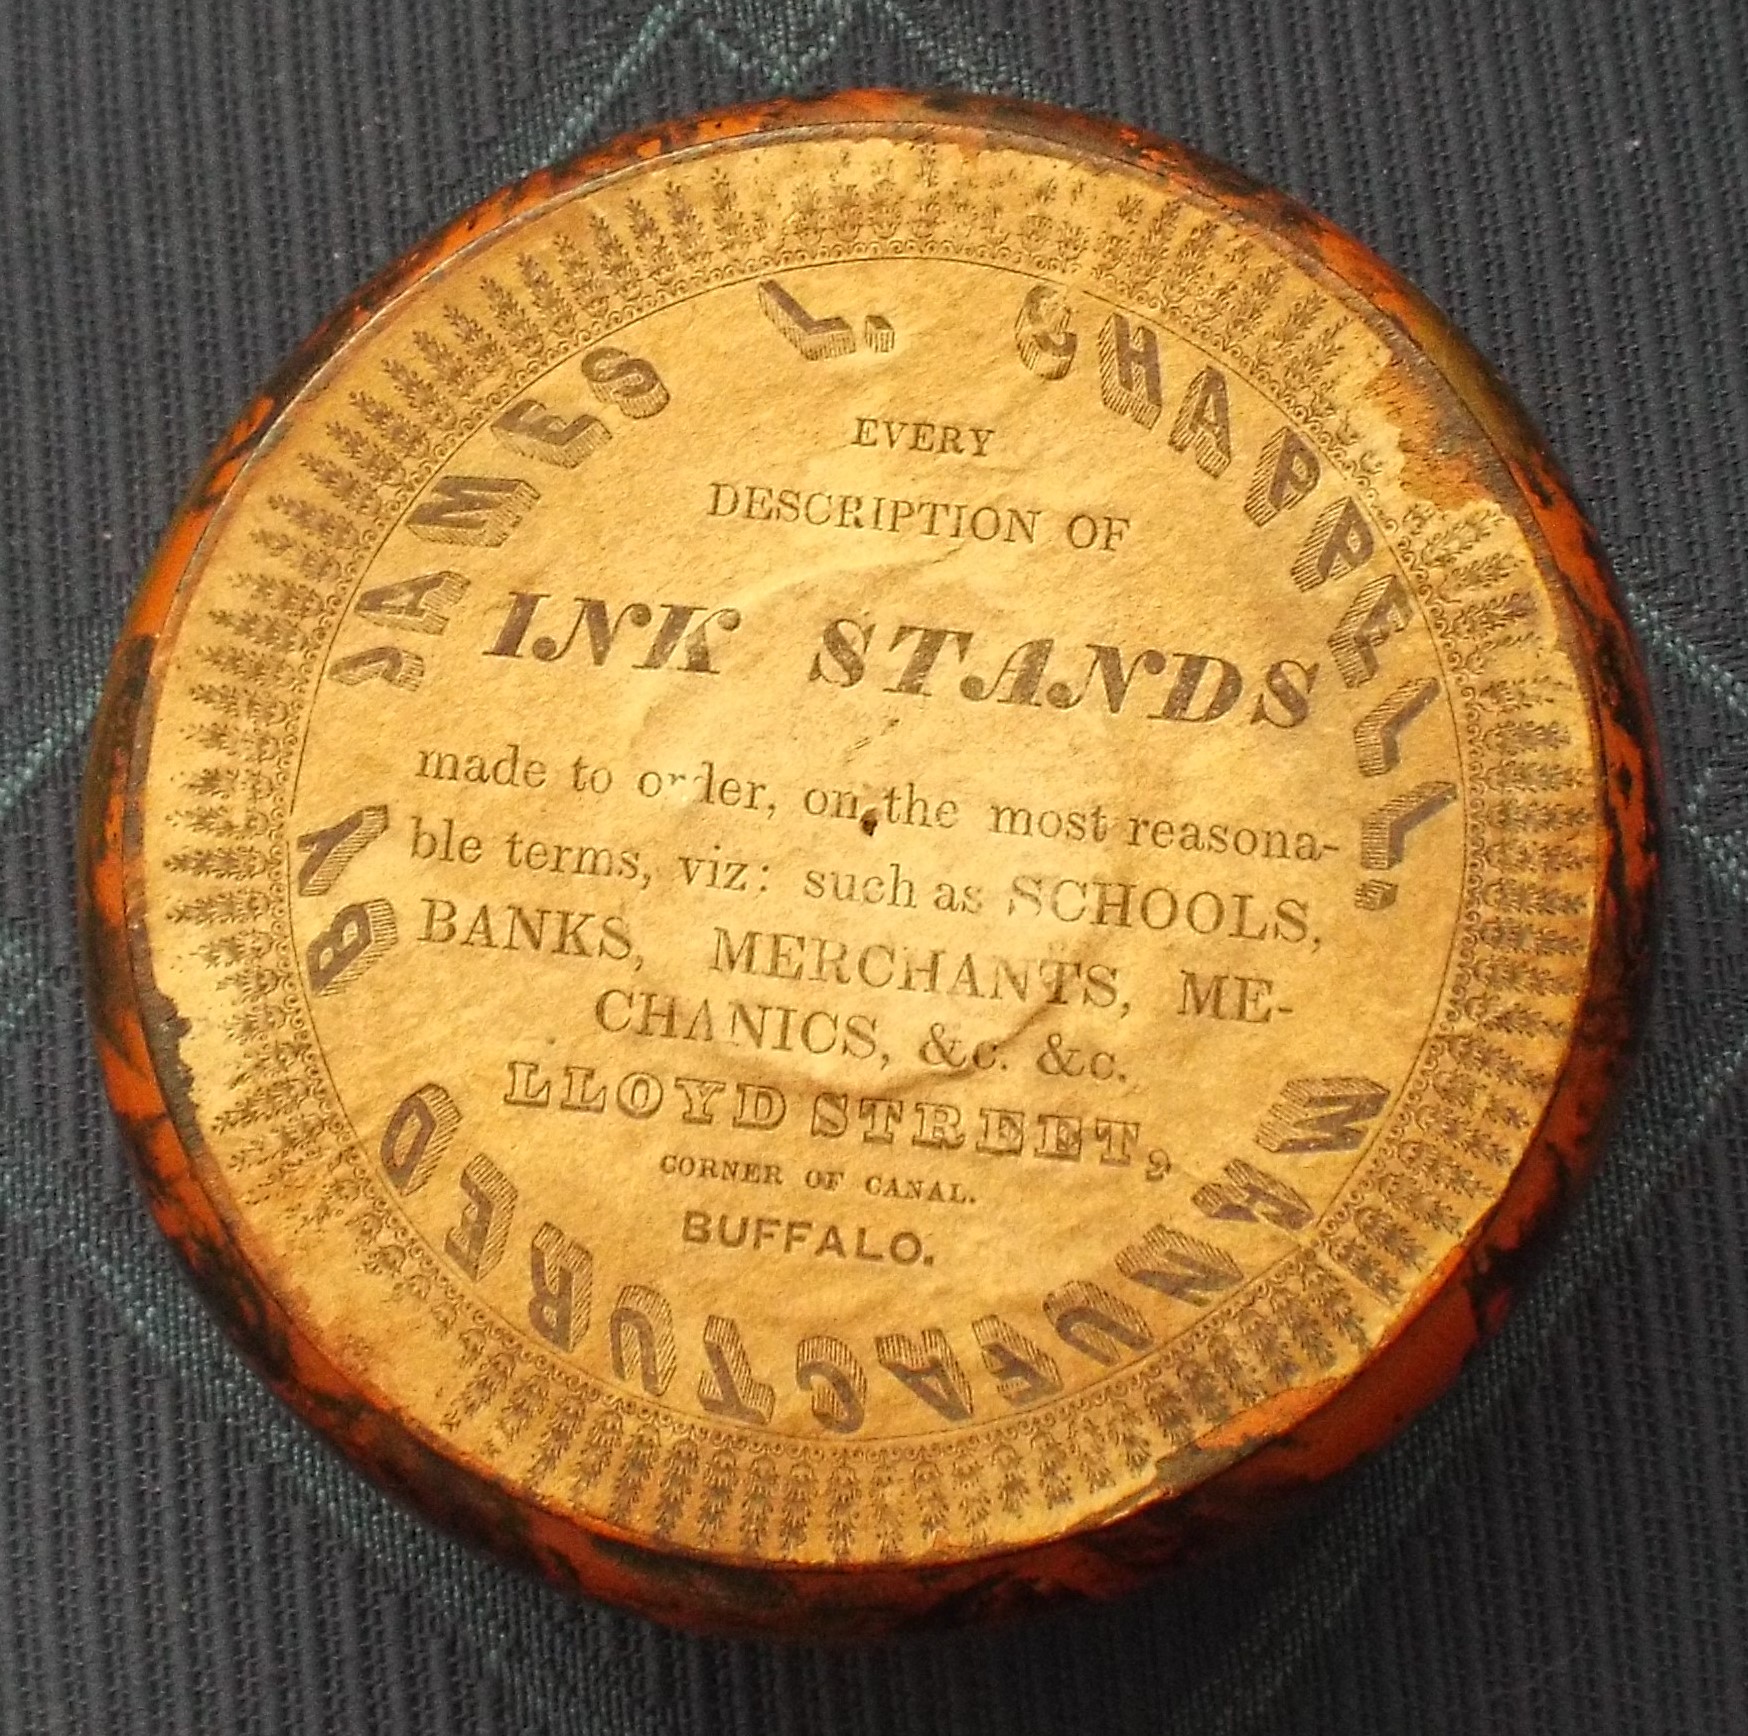 MANUFACTURED BY JAMES L. CHAPPELL.
EVERY
DESCRIPTION OF
INK STANDS
made to order, on the most reasona-
ble terms, viz: such as SCHOOLS,
BANKS, MERCHANTS, ME-
CHANICS, &c. &c.
LLOYD STREET,
CORNER OF CANAL.
BUFFALO.